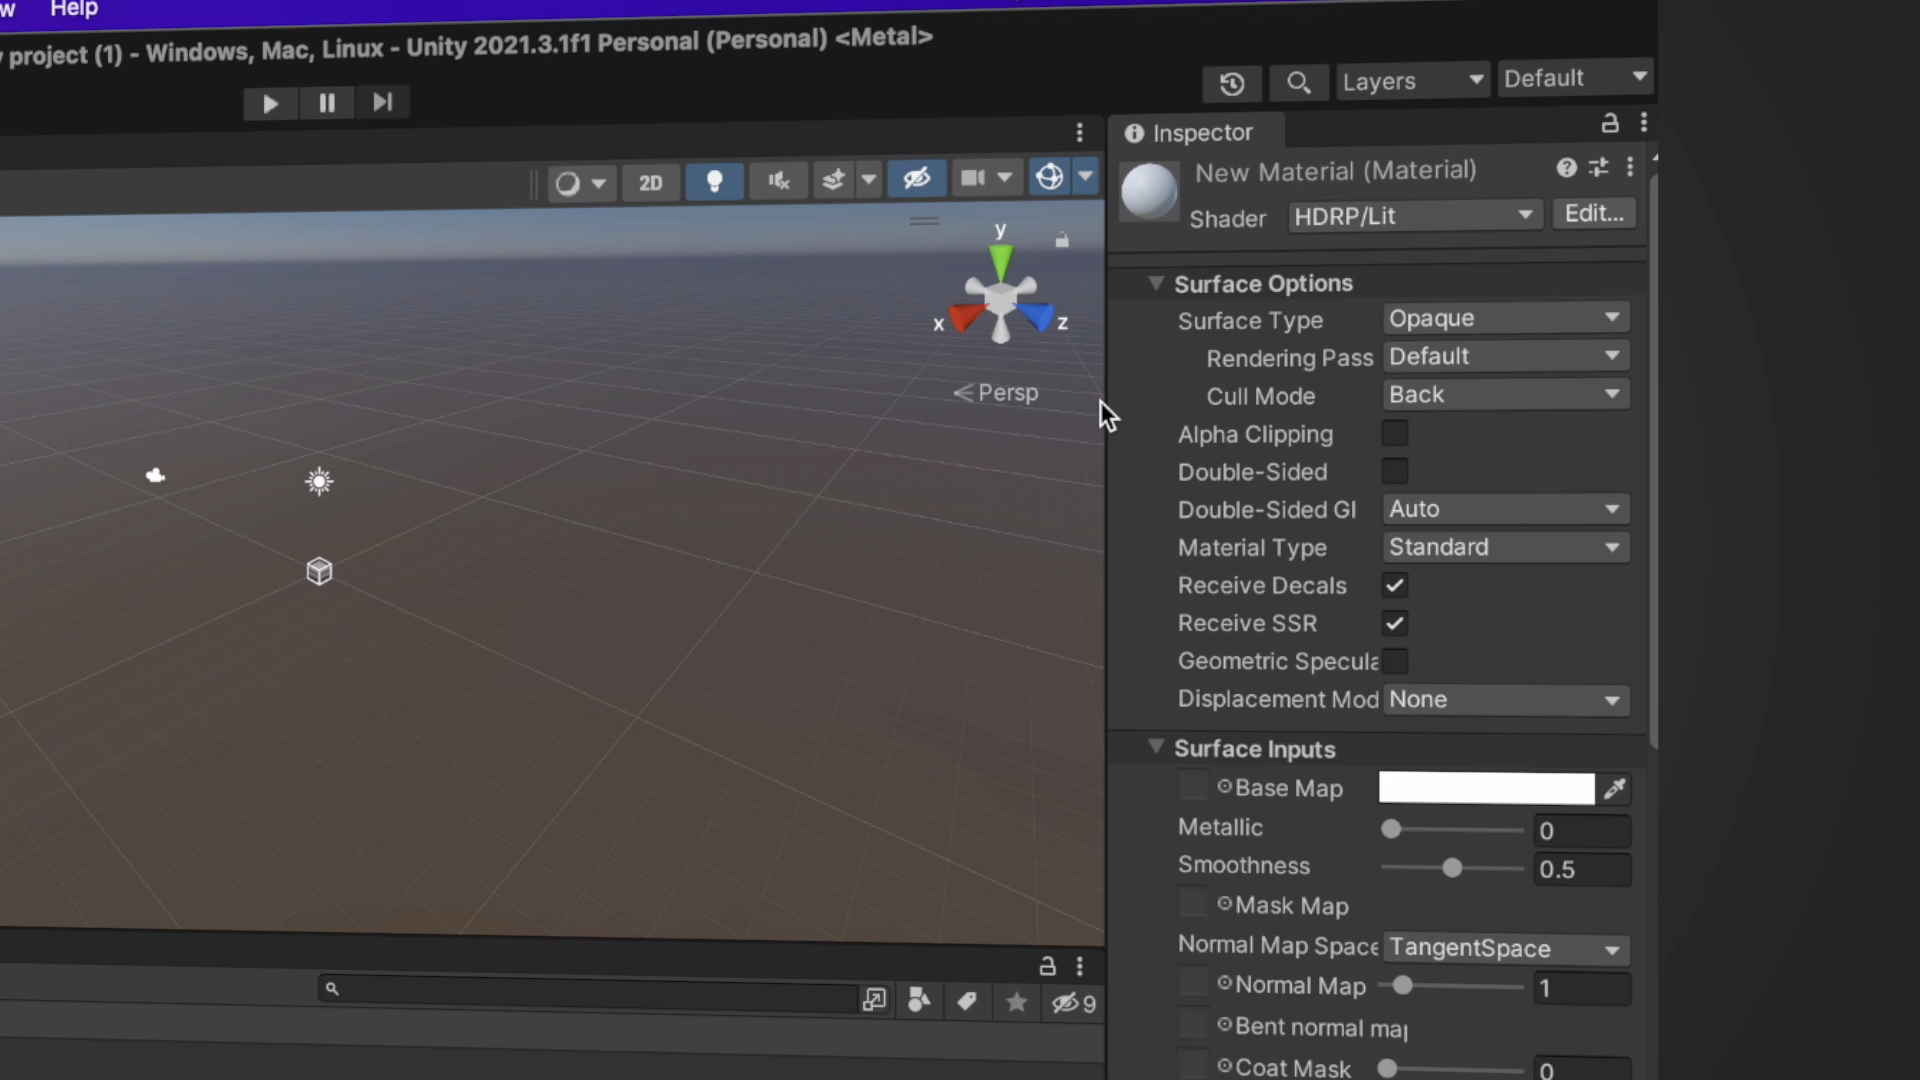 Help
project (1) - Windows, Mac, Linux - Unity 2021.3.1f1 Personal (Personal) <Metal>
Layers
Default
Inspector
2D
New Material (Material)
Shader
HDRP/Lit
Edit...
y
x
z
Persp
Surface Options
Surface Type
Opaque
Rendering Pass
Default
Cull Mode
Back
Alpha Clipping
Double-Sided
Double-Sided GI
Auto
Material Type
Standard
Receive Decals
Receive SSR
Geometric Specula
Displacement Mod
None
Surface Inputs
Base Map
Metallic
0
Smoothness
0.5
Mask Map
Normal Map Space
TangentSpace
Normal Map
1
Bent normal map
Coat Mask
0
9